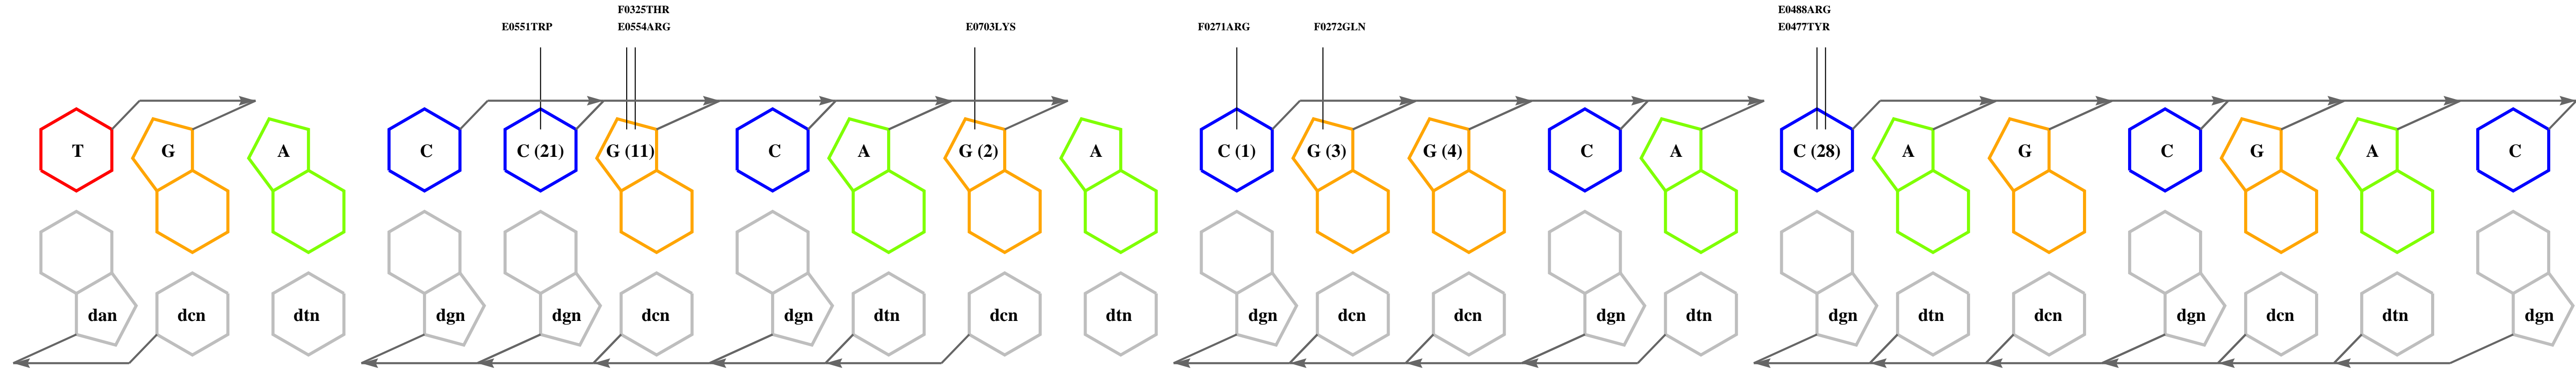 F0325THR E0488ARG
E0551TRP E0554ARG E0703LYS F0271ARG F0272GLN E0477TYR
T G A C C (21) G (11) C A G (2) A C (1) G (3) G (4) C A C (28) A G C G A C
dan dcn dtn dgn dgn dcn dgn dtn dcn dtn dgn dcn dcn dgn dtn dgn dtn dcn dgn dcn dtn dgn